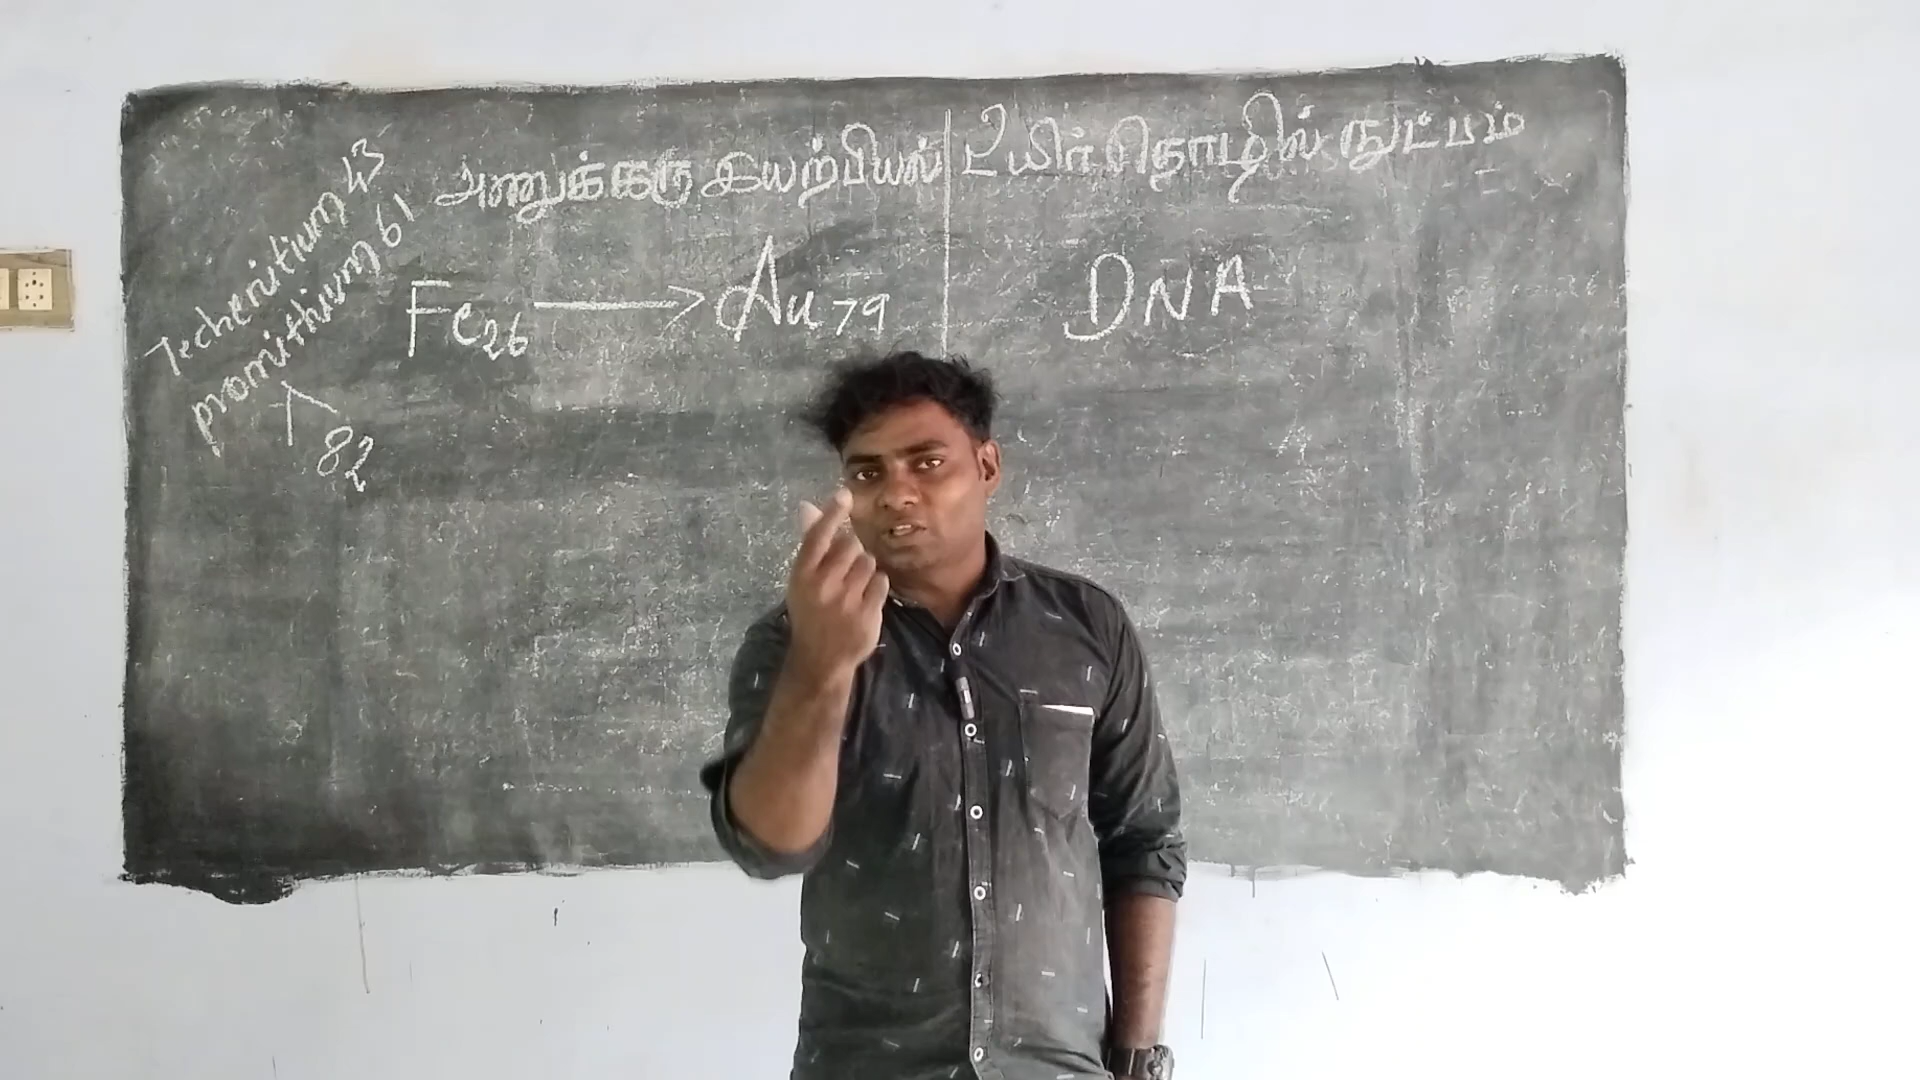 அணுக்கரு இயற்பியல்
உயிர் தொழில் நுட்பம்
Techenitium 43
promithium 61
82
Fe26 → Au79
DNA